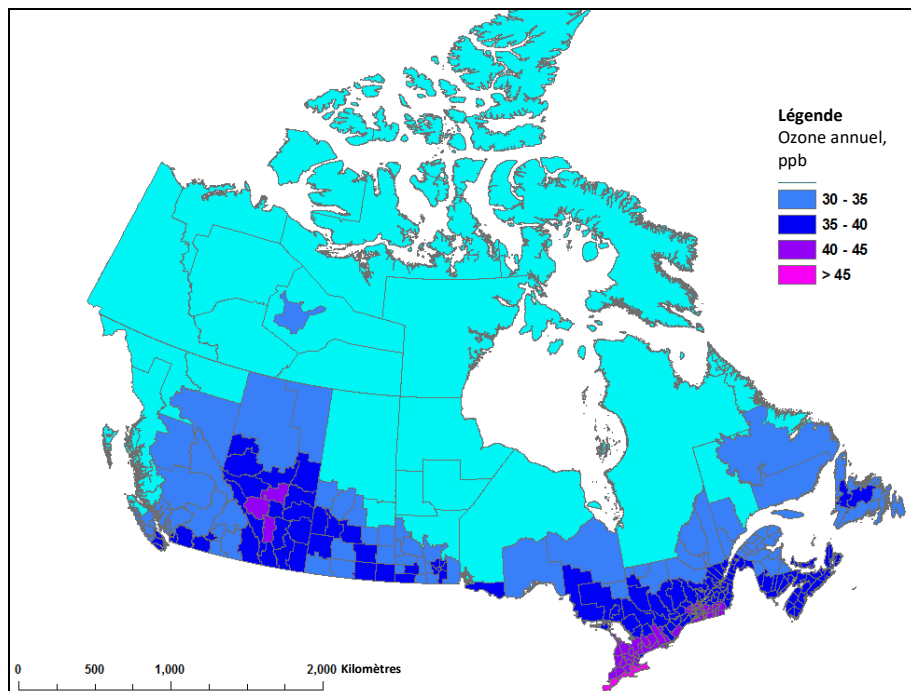 Légende
Ozone annuel,
ppb
30 - 35
35 - 40
40 - 45
> 45
0 500 1,000 2,000 Kilomètres